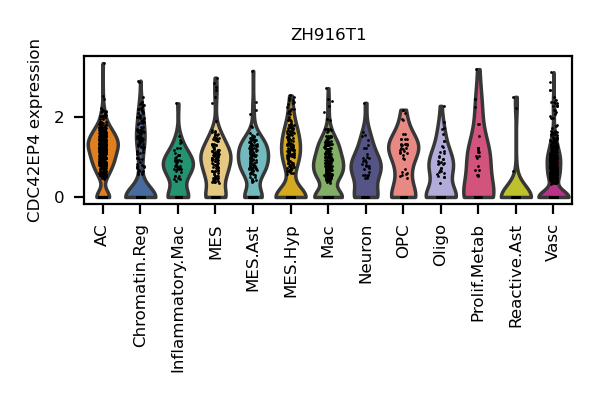 ZH916T1
CDC42EP4 expression
2
0
AC
Chromatin.Reg
Inflammatory.Mac
MES
MES.Ast
MES.Hyp
Mac
Neuron
OPC
Oligo
Prolif.Metab
Reactive.Ast
Vasc